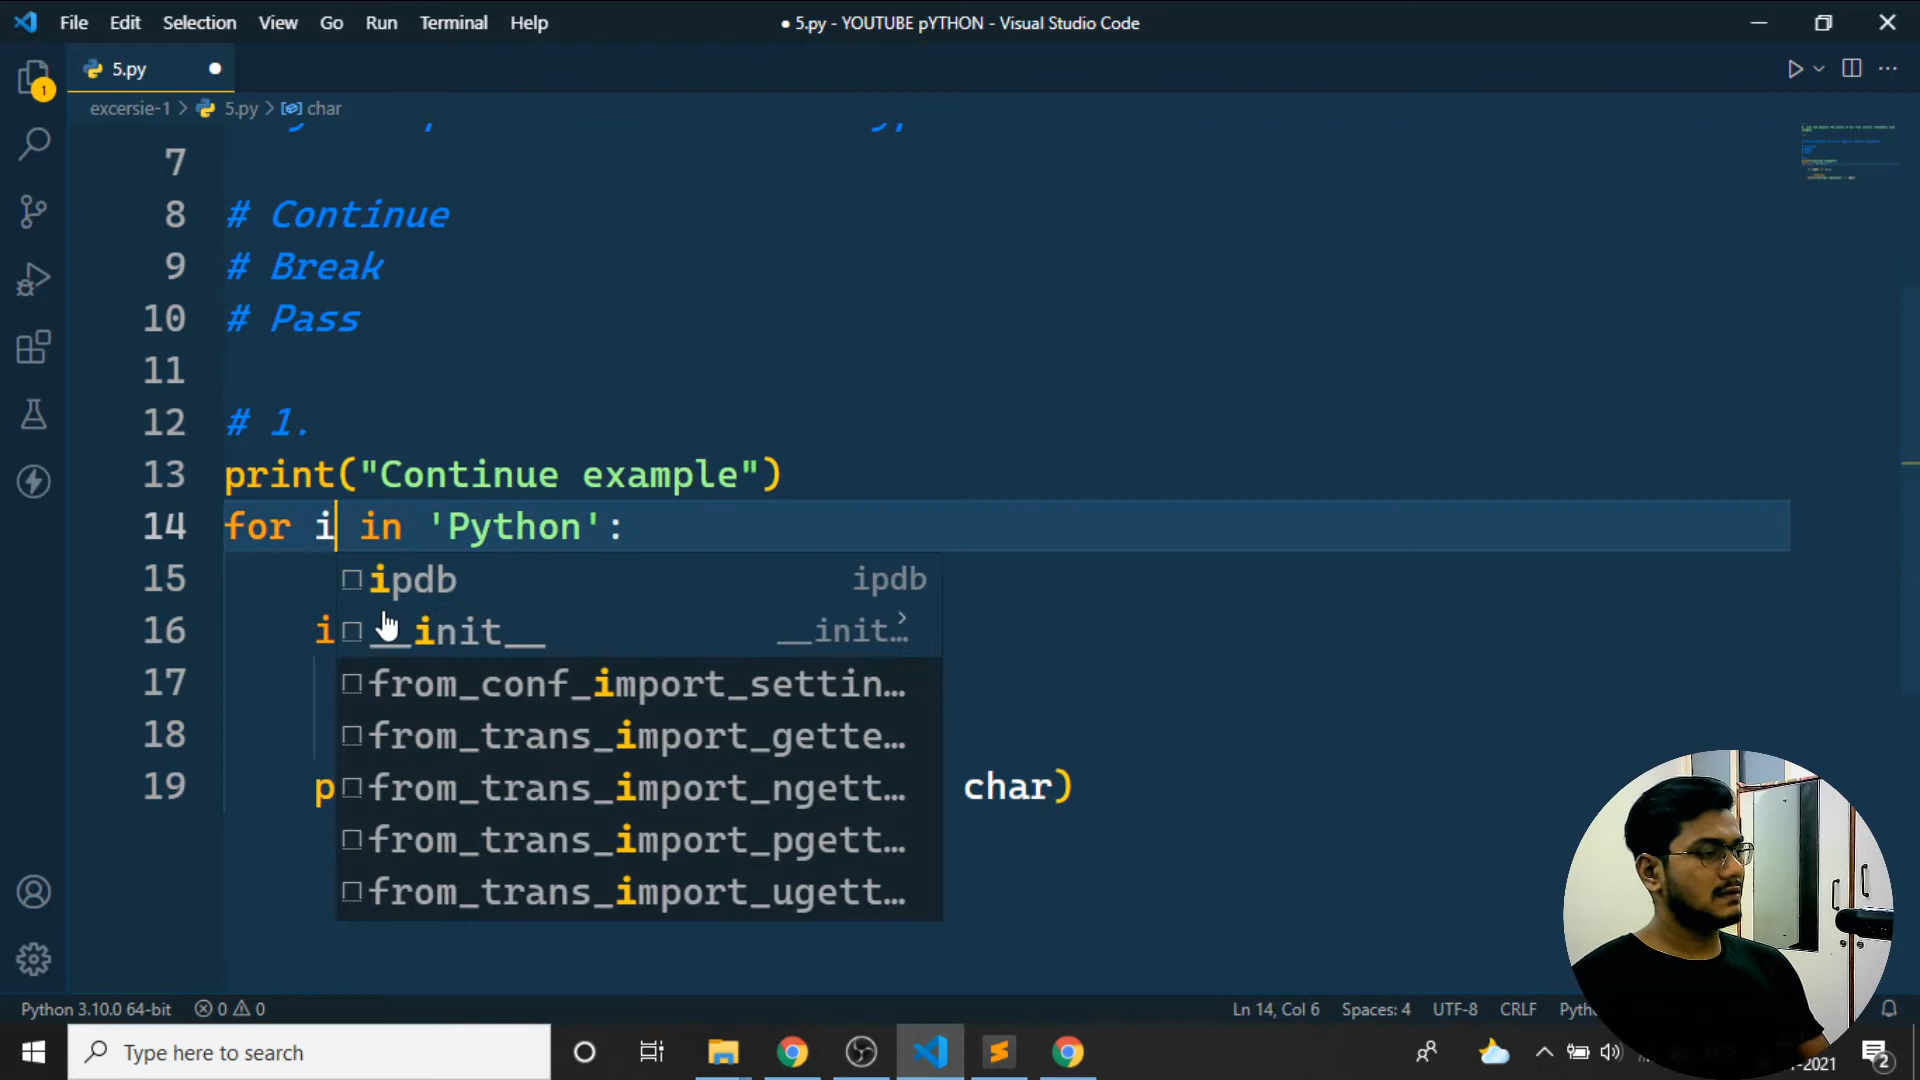 File Edit Selection View Go Run Terminal Help
● 5.py - YOUTUBE pYTHON - Visual Studio Code
5.py
1
excersie-1 > 5.py > char
7
8 # Continue
9 # Break
10 # Pass
11
12 # 1.
13 print("Continue example")
14 for i in 'Python':
15 ipdb ipdb
16 i __init__ __init…
17 from_conf_import_settin…
18 from_trans_import_gette…
19 p from_trans_import_ngett… char)
from_trans_import_pgett…
from_trans_import_ugett…
Python 3.10.0 64-bit 0 0
Ln 14, Col 6 Spaces: 4 UTF-8 CRLF
Type here to search
2021
2